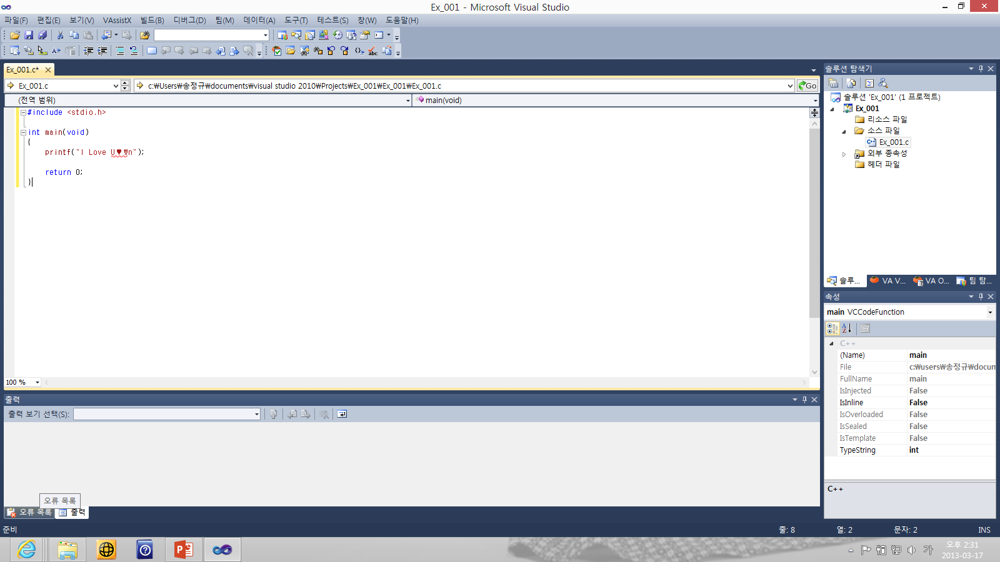 Ex_001 - Microsoft Visual Studio
파일(F) 편집(E) 보기(V) VAssistX 빌드(B) 디버그(D) 팀(M) 데이터(A) 도구(T) 테스트(S) 창(W) 도움말(H)
Ex_001.c*
Ex_001.c
c:₩Users₩송정규₩documents₩visual studio 2010₩Projects₩Ex_001₩Ex_001₩Ex_001.c
Go
(전역 범위)
main(void)
#include <stdio.h>
int main(void)
{
printf("I Love U♥₩n");
return 0;
}
100 %
솔루션 탐색기
솔루션 'Ex_001' (1 프로젝트)
Ex_001
리소스 파일
소스 파일
Ex_001.c
외부 종속성
헤더 파일
솔루... VA V... VA O... 팀 탐...
속성
main VCCodeFunction
C++
(Name) main
File c:₩users₩송정규₩docum
FullName main
IsInjected False
IsInline False
IsOverloaded False
IsSealed False
IsTemplate False
TypeString int
C++
출력
출력 보기 선택(S):
오류 목록
오류 목록 출력
준비
줄: 8 열: 2 문자: 2 INS
가
오후 2:31
2013-03-17